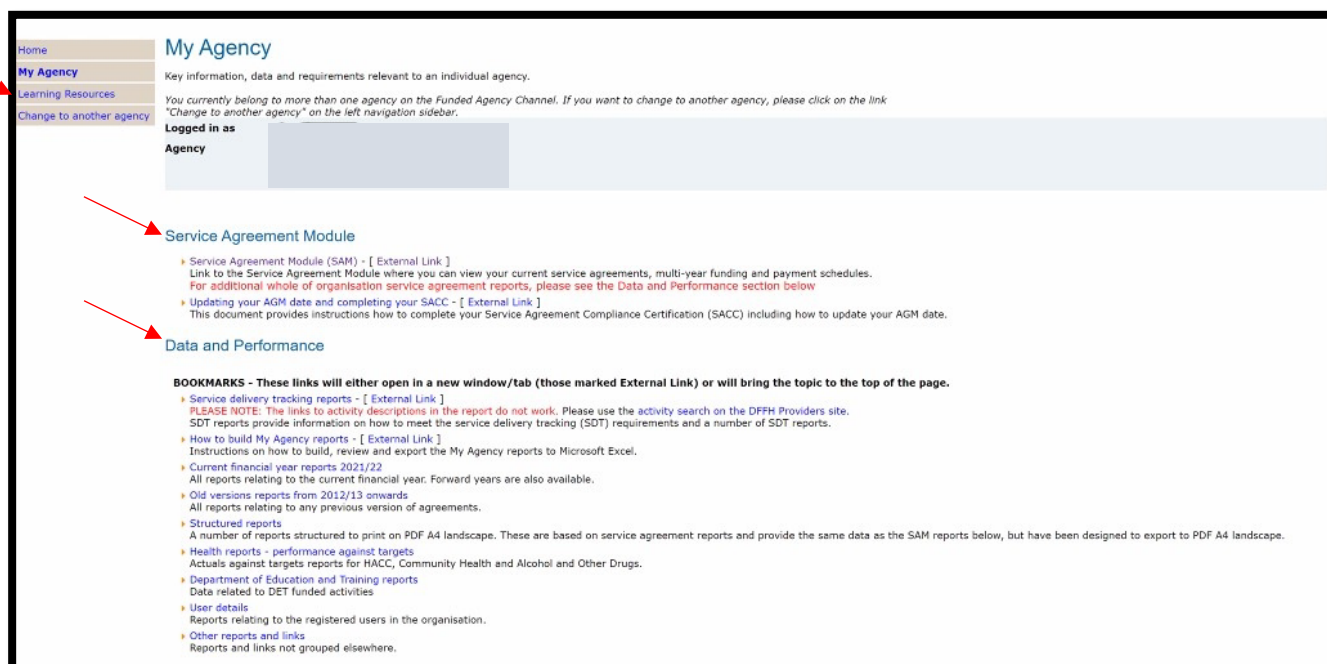 Home
My Agency
Learning Resources
Change to another agency
My Agency
Key information, data and requirements relevant to an individual agency.
You currently belong to more than one agency on the Funded Agency Channel. If you want to change to another agency, please click on the link
"Change to another agency" on the left navigation sidebar.
Logged in as
Agency
Service Agreement Module
Service Agreement Module (SAM) - [ External Link ]
Link to the Service Agreement Module where you can view your current service agreements, multi-year funding and payment schedules.
For additional whole of organisation service agreement reports, please see the Data and Performance section below
Updating your AGM date and completing your SACC - [ External Link ]
This document provides instructions how to complete your Service Agreement Compliance Certification (SACC) including how to update your AGM date.
Data and Performance
BOOKMARKS - These links will either open in a new window/tab (those marked External Link) or will bring the topic to the top of the page.
Service delivery tracking reports - [ External Link ]
PLEASE NOTE: The links to activity descriptions in the report do not work. Please use the activity search on the DFFH Providers site.
SDT reports provide information on how to meet the service delivery tracking (SDT) requirements and a number of SDT reports.
How to build My Agency reports - [ External Link ]
Instructions on how to build, review and export the My Agency reports to Microsoft Excel.
Current financial year reports 2021/22
All reports relating to the current financial year. Forward years are also available.
Old versions reports from 2012/13 onwards
All reports relating to any previous version of agreements.
Structured reports
A number of reports structured to print on PDF A4 landscape. These are based on service agreement reports and provide the same data as the SAM reports below, but have been designed to export to PDF A4 landscape.
Health reports - performance against targets
Actuals against targets reports for HACC, Community Health and Alcohol and Other Drugs.
Department of Education and Training reports
Data related to DET funded activities
User details
Reports relating to the registered users in the organisation.
Other reports and links
Reports and links not grouped elsewhere.